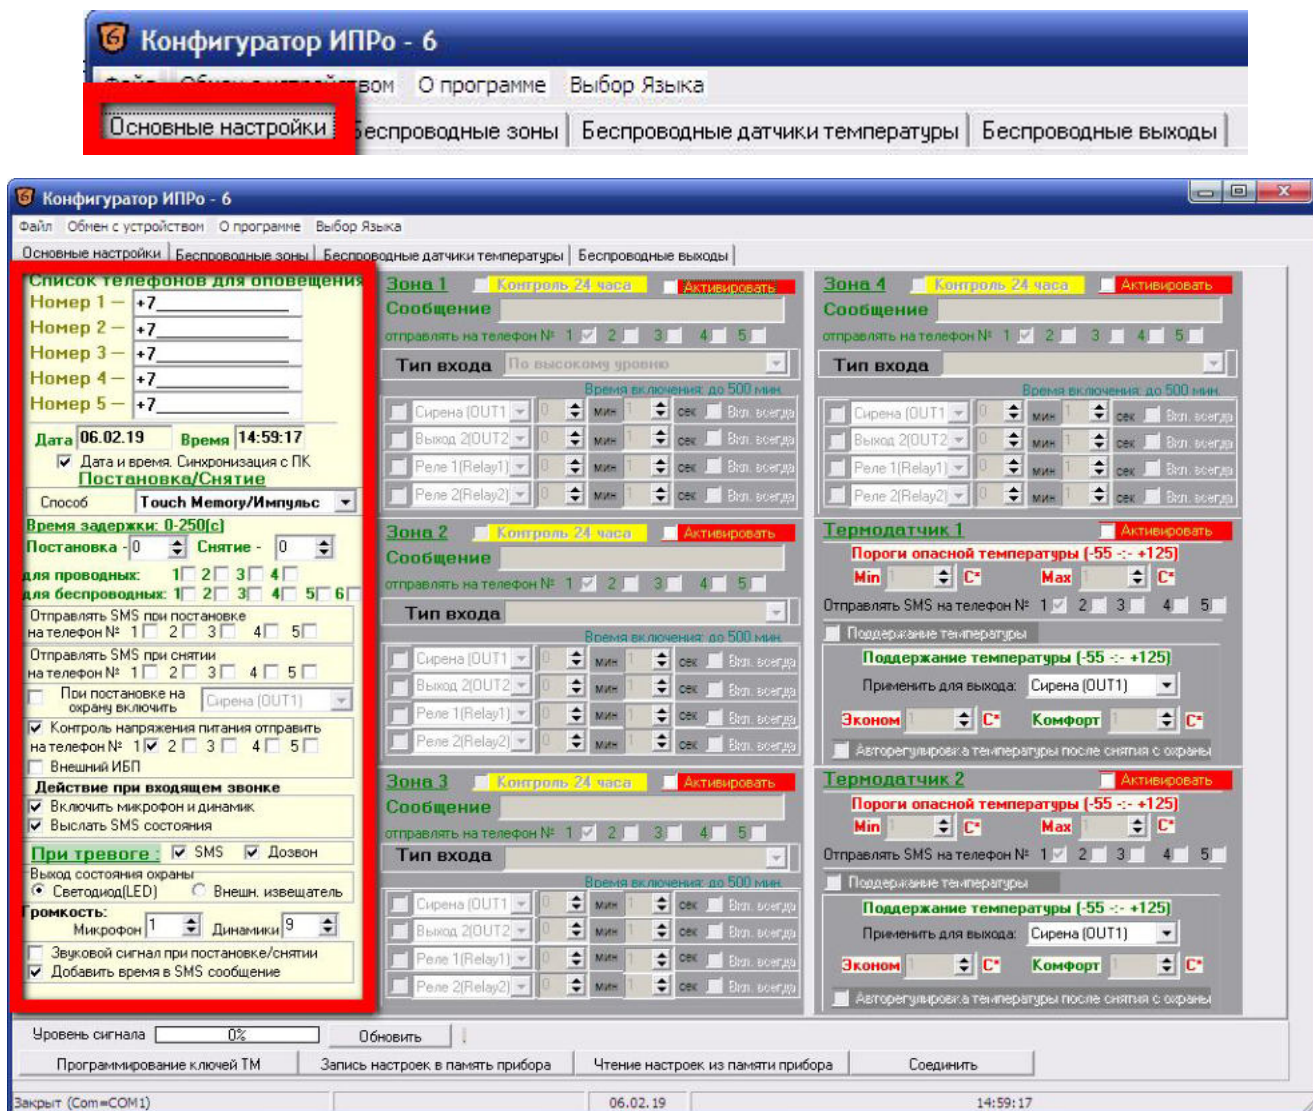 Конфигуратор ИПРо - 6
Файл Обмен с устройством О программе Выбор Языка
Основные настройки Беспроводные зоны Беспроводные датчики температуры Беспроводные выходы
Конфигуратор ИПРо - 6
Файл Обмен с устройством О программе Выбор Языка
Основные настройки Беспроводные зоны Беспроводные датчики температуры Беспроводные выходы
Список телефонов для оповещения
Номер 1 – +7
Номер 2 – +7
Номер 3 – +7
Номер 4 – +7
Номер 5 – +7
Дата 06.02.19 Время 14:59:17
Дата и время. Синхронизация с ПК
Постановка/Снятие
Способ Touch Memory/Импульс
Время задержки: 0-250(с)
Постановка - 0 Снятие - 0
для проводных: 1 2 3 4
для беспроводных: 1 2 3 4 5 6
Отправлять SMS при постановке
на телефон № 1 2 3 4 5
Отправлять SMS при снятии
на телефон № 1 2 3 4 5
При постановке на
охрану включить Сирена (OUT1)
Контроль напряжения питания отправить
на телефон № 1 2 3 4 5
Внешний ИБП
Действие при входящем звонке
Включить микрофон и динамик
Выслать SMS состояния
При тревоге : SMS Дозвон
Выход состояния охраны
Светодиод(LED) Внешн. извещатель
Громкость:
Микрофон 1 Динамики 9
Звуковой сигнал при постановке/снятии
Добавить время в SMS сообщение
Зона 1 Контроль 24 часа Активировать
Сообщение
отправлять на телефон № 1 2 3 4 5
Тип входа По высокому уровню
Время включения: до 500 мин.
Сирена (OUT1 0 мин 1 сек Вкл. всегда
Выход 2(OUT2 0 мин 1 сек Вкл. всегда
Реле 1(Relay1) 0 мин 1 сек Вкл. всегда
Реле 2(Relay2) 0 мин 1 сек Вкл. всегда
Зона 2 Контроль 24 часа Активировать
Сообщение
отправлять на телефон № 1 2 3 4 5
Тип входа
Время включения: до 500 мин.
Сирена (OUT1 0 мин 1 сек Вкл. всегда
Выход 2(OUT2 0 мин 1 сек Вкл. всегда
Реле 1(Relay1) 0 мин 1 сек Вкл. всегда
Реле 2(Relay2) 0 мин 1 сек Вкл. всегда
Зона 3 Контроль 24 часа Активировать
Сообщение
отправлять на телефон № 1 2 3 4 5
Тип входа
Время включения: до 500 мин.
Сирена (OUT1 0 мин 1 сек Вкл. всегда
Выход 2(OUT2 0 мин 1 сек Вкл. всегда
Реле 1(Relay1) 0 мин 1 сек Вкл. всегда
Реле 2(Relay2) 0 мин 1 сек Вкл. всегда
Зона 4 Контроль 24 часа Активировать
Сообщение
отправлять на телефон № 1 2 3 4 5
Тип входа
Время включения: до 500 мин.
Сирена (OUT1 0 мин 1 сек Вкл. всегда
Выход 2(OUT2 0 мин 1 сек Вкл. всегда
Реле 1(Relay1) 0 мин 1 сек Вкл. всегда
Реле 2(Relay2) 0 мин 1 сек Вкл. всегда
Термодатчик 1 Активировать
Пороги опасной температуры (-55 -:- +125)
Min 1 C* Max 1 C*
Отправлять SMS на телефон № 1 2 3 4 5
Поддержание температуры
Поддержание температуры (-55 -:- +125)
Применить для выхода: Сирена (OUT1)
Эконом 1 C* Комфорт 1 C*
Авторегулировка температуры после снятия с охраны
Термодатчик 2 Активировать
Пороги опасной температуры (-55 -:- +125)
Min 1 C* Max 1 C*
Отправлять SMS на телефон № 1 2 3 4 5
Поддержание температуры
Поддержание температуры (-55 -:- +125)
Применить для выхода: Сирена (OUT1)
Эконом 1 C* Комфорт 1 C*
Авторегулировка температуры после снятия с охраны
Уровень сигнала 0% Обновить
Программирование ключей ТМ Запись настроек в память прибора Чтение настроек из памяти прибора Соединить
Закрыт (Com=COM1) 06.02.19 14:59:17